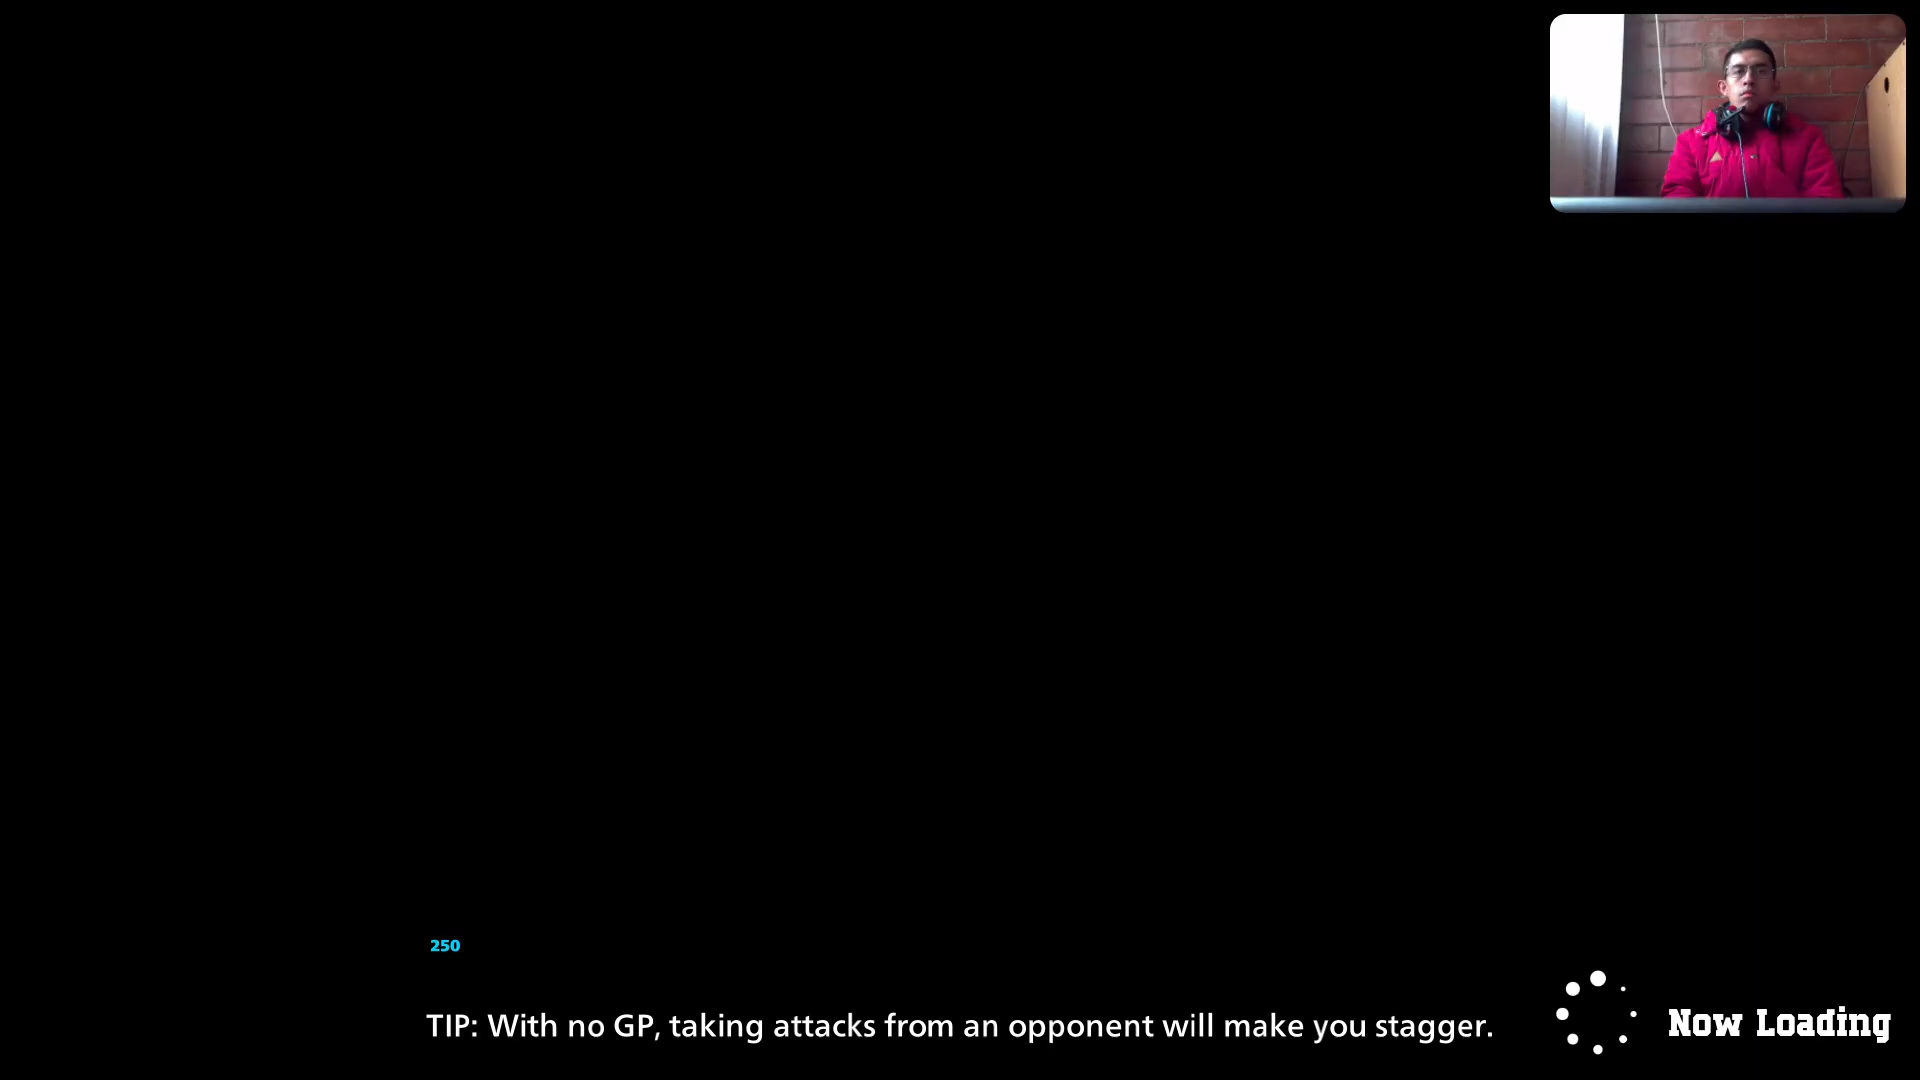 250
TIP: With no GP, taking attacks from an opponent will make you stagger.
Now Loading